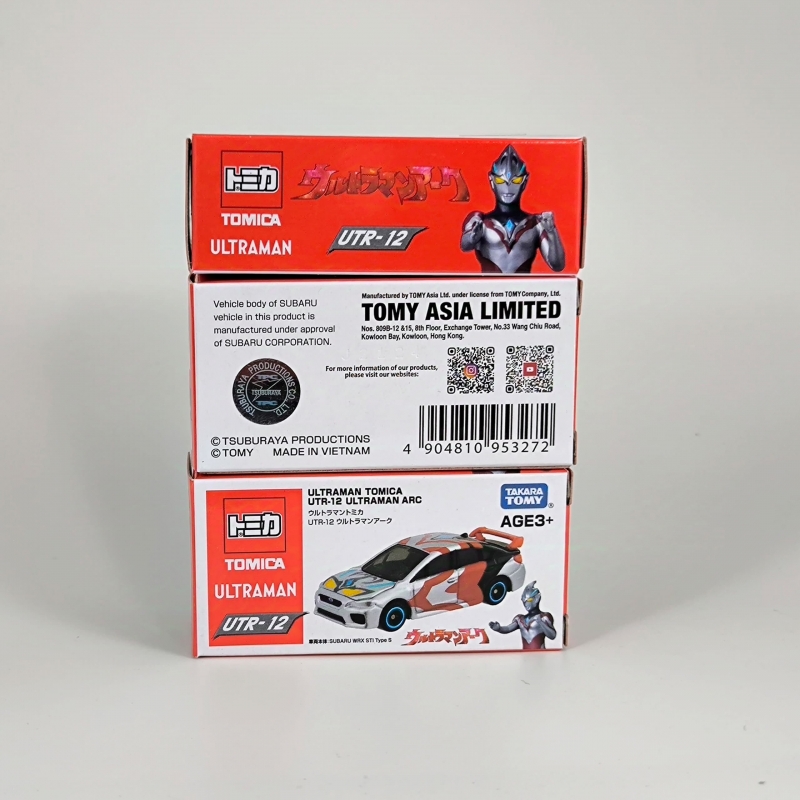 トミカ
TOMICA
ULTRAMAN
ウルトラマンアーク
UTR-12
Vehicle body of SUBARU
vehicle in this product is
manufactured under approval
of SUBARU CORPORATION.
Manufactured by TOMY Asia Ltd. under license from TOMY Company, Ltd.
TOMY ASIA LIMITED
Nos. 809B-12 &15, 8th Floor, Exchange Tower, No.33 Wang Chiu Road,
Kowloon Bay, Kowloon, Hong Kong.
For more information of our products,
please visit our websites:
TSUBURAYA PRODUCTIONS CO., LTD.
TSUBURAYA
© TSUBURAYA PRODUCTIONS
© TOMY MADE IN VIETNAM
4 904810 953272
トミカ
TOMICA
ULTRAMAN
UTR-12
ULTRAMAN TOMICA
UTR-12 ULTRAMAN ARC
ウルトラマントミカ
UTR-12 ウルトラマンアーク
TAKARA
TOMY
®
AGE3+
車両本体:SUBARU WRX STI Type S
ウルトラマンアーク